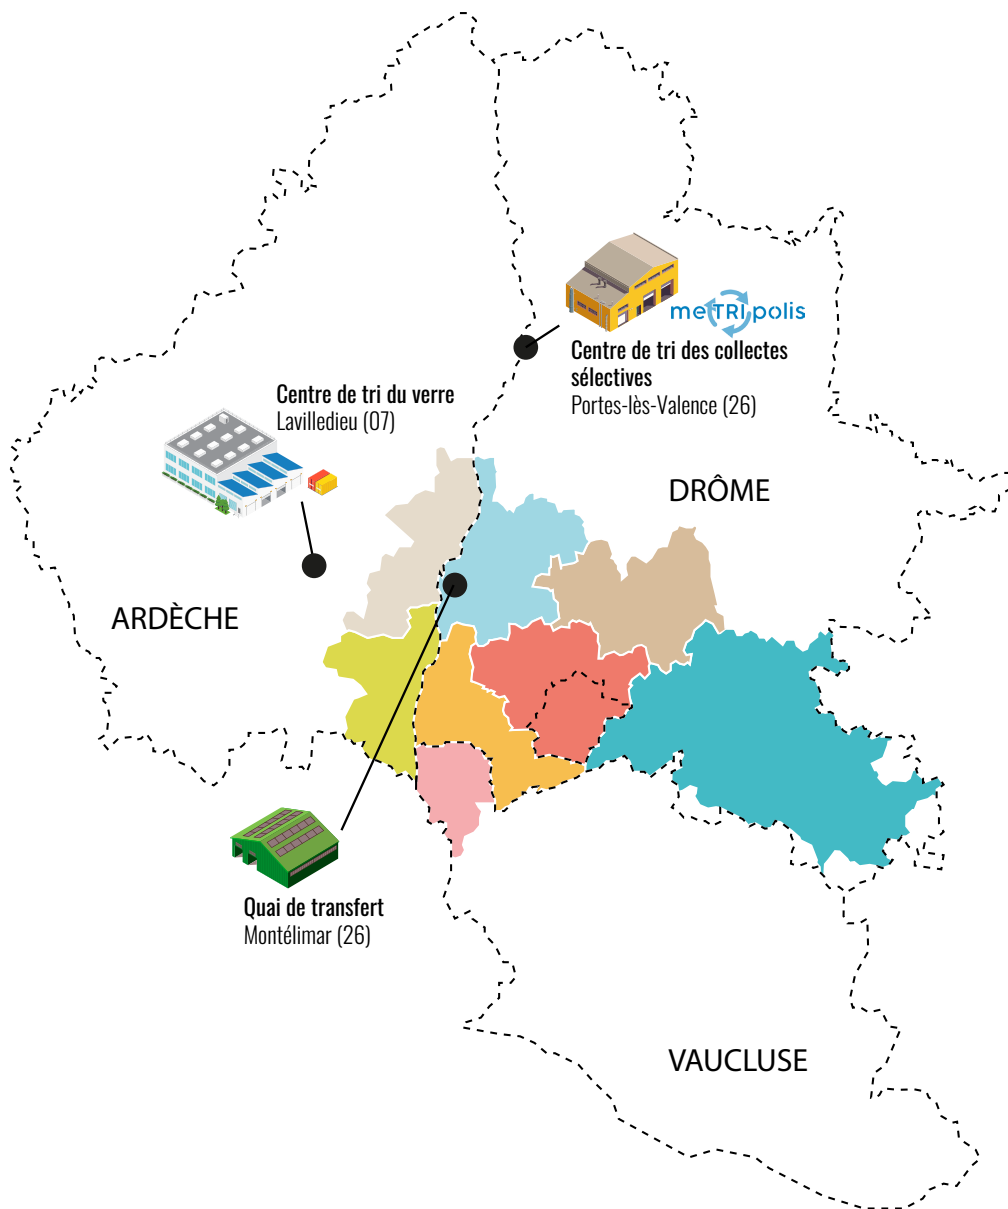 meTRIpolis
Centre de tri des collectes
sélectives
Portes-lès-Valence (26)
Centre de tri du verre
Lavilledieu (07)
DRÔME
ARDÈCHE
Quai de transfert
Montélimar (26)
VAUCLUSE